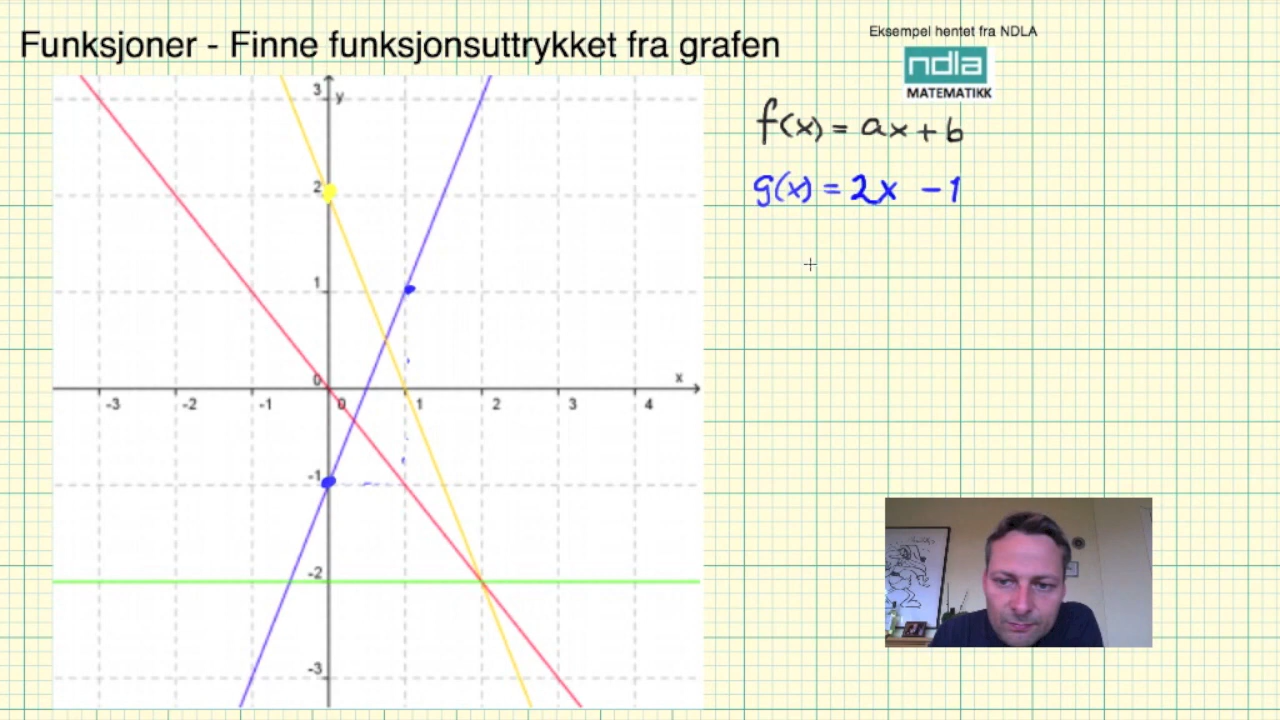 Funksjoner - Finne funksjonsuttrykket fra grafen
Eksempel hentet fra NDLA
ndla
MATEMATIKK
f(x) = ax + b
g(x) = 2x - 1
3
y
2
1
0
x
-3 -2 -1 0 1 2 3 4
-1
-2
-3